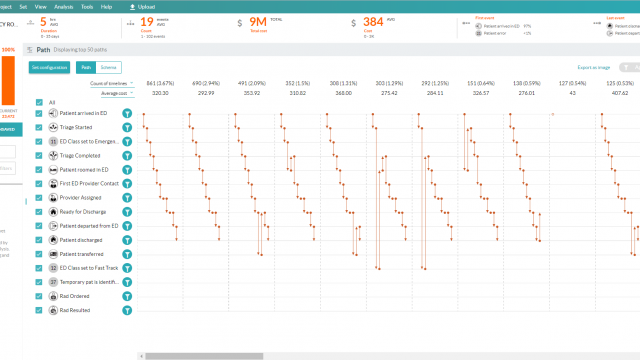 Project Set View Analysis Tools Help Upload
5 hrs AVG
Duration
0 - 35 days
19 events AVG
Count
1 - 102 events
$ 9M TOTAL
Total cost
$ 384 AVG
Cost
0 - 3K
First event
Patient arrived in ED 97%
Patient error <1%
Last event
100%
Path Displaying top 50 paths
Set configuration Path Schema
Export as image
Count of timelines 861 (3.67%) 690 (2.94%) 491 (2.09%) 352 (1.5%) 308 (1.31%) 303 (1.29%) 292 (1.25%) 151 (0.64%) 138 (0.59%) 127 (0.54%) 125 (0.53%)
Average cost 320.30 292.99 353.92 310.82 368.00 275.42 284.11 326.57 276.01 43 407.62
All
Patient arrived in ED
Triage Started
11 ED Class set to Emergen...
Triage Completed
Patient roomed in ED
First ED Provider Contact
Provider Assigned
Ready for Discharge
Patient departed from ED
Patient discharged
Patient transferred
12 ED Class set to Fast Track
17 Temporary pat is identifi...
Rad Ordered
Rad Resulted